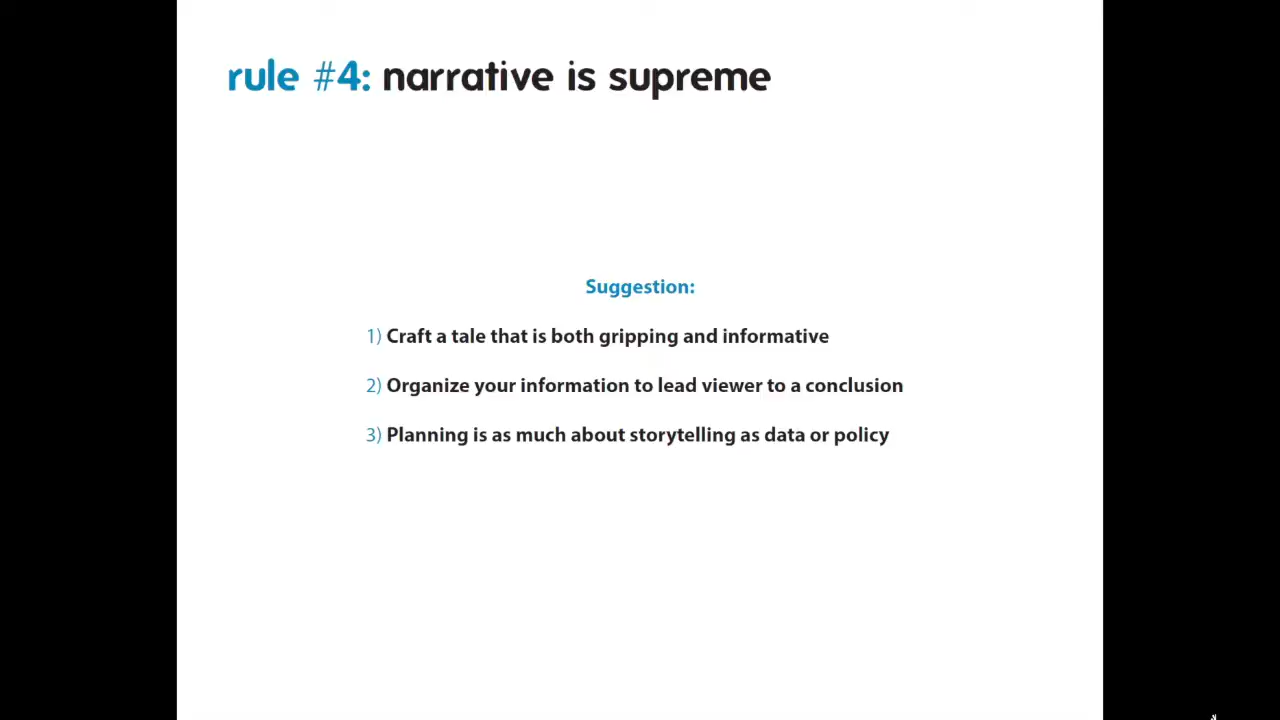 rule #4: narrative is supreme
Suggestion:
1) Craft a tale that is both gripping and informative
2) Organize your information to lead viewer to a conclusion
3) Planning is as much about storytelling as data or policy